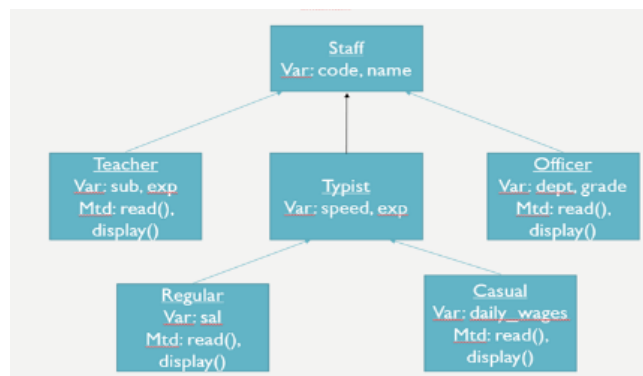 Staff
Var: code, name
Teacher
Var: sub, exp
Mtd: read(),
display()
Typist
Var: speed, exp
Officer
Var: dept, grade
Mtd: read(),
display()
Regular
Var: sal
Mtd: read(),
display()
Casual
Var: daily_wages
Mtd: read(),
display()